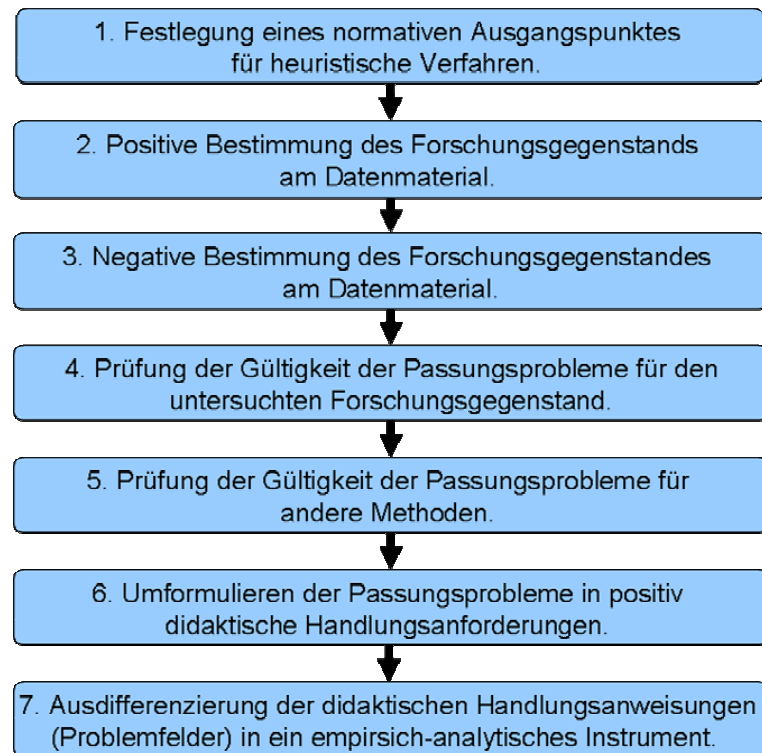 1. Festlegung eines normativen Ausgangspunktes
für heuristische Verfahren.
2. Positive Bestimmung des Forschungsgegenstands
am Datenmaterial.
3. Negative Bestimmung des Forschungsgegenstandes
am Datenmaterial.
4. Prüfung der Gültigkeit der Passungsprobleme für den
untersuchten Forschungsgegenstand.
5. Prüfung der Gültigkeit der Passungsprobleme für
andere Methoden.
6. Umformulieren der Passungsprobleme in positiv
didaktische Handlungsanforderungen.
7. Ausdifferenzierung der didaktischen Handlungsanweisungen
(Problemfelder) in ein empirsich-analytisches Instrument.